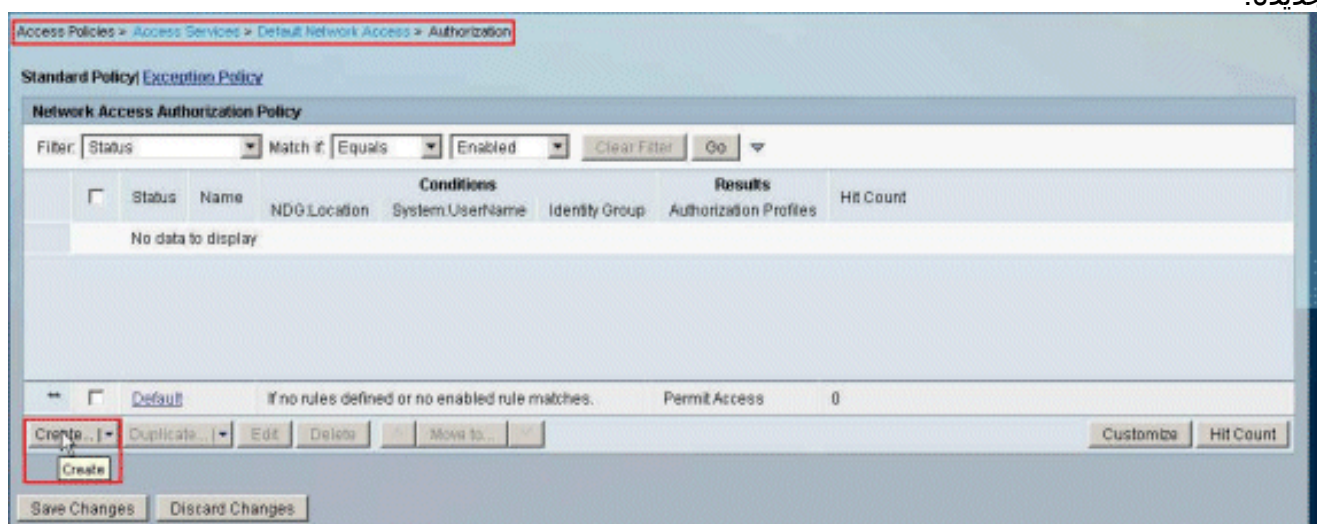 جديدة.
Access Policies > Access Services > Default Network Access > Authorization
Standard Policy| Exception Policy
Network Access Authorization Policy
Filter: Status Match if: Equals Enabled Clear Filter Go
Conditions Results
Status Name NDG:Location System:UserName Identity Group Authorization Profiles Hit Count
No data to display
** Default If no rules defined or no enabled rule matches. Permit Access 0
Create... | Duplicate... | Edit Delete ^ Move to... Customize Hit Count
Create
Save Changes Discard Changes